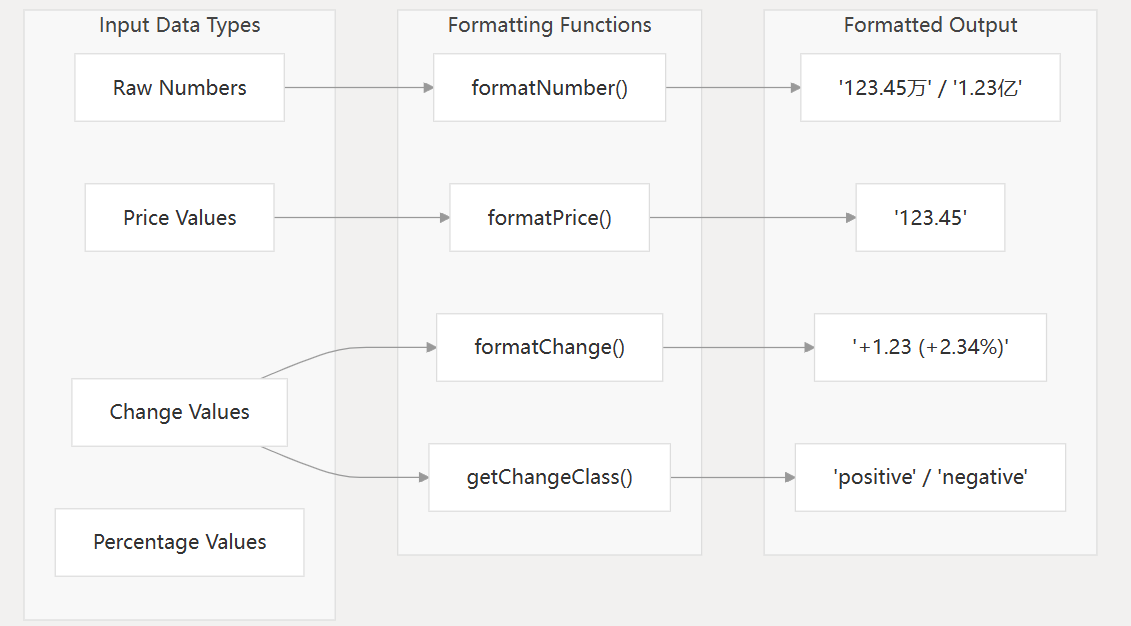 Input Data Types
Raw Numbers
Price Values
Change Values
Percentage Values
Formatting Functions
formatNumber()
formatPrice()
formatChange()
getChangeClass()
Formatted Output
'123.45万' / '1.23亿'
'123.45'
'+1.23 (+2.34%)'
'positive' / 'negative'